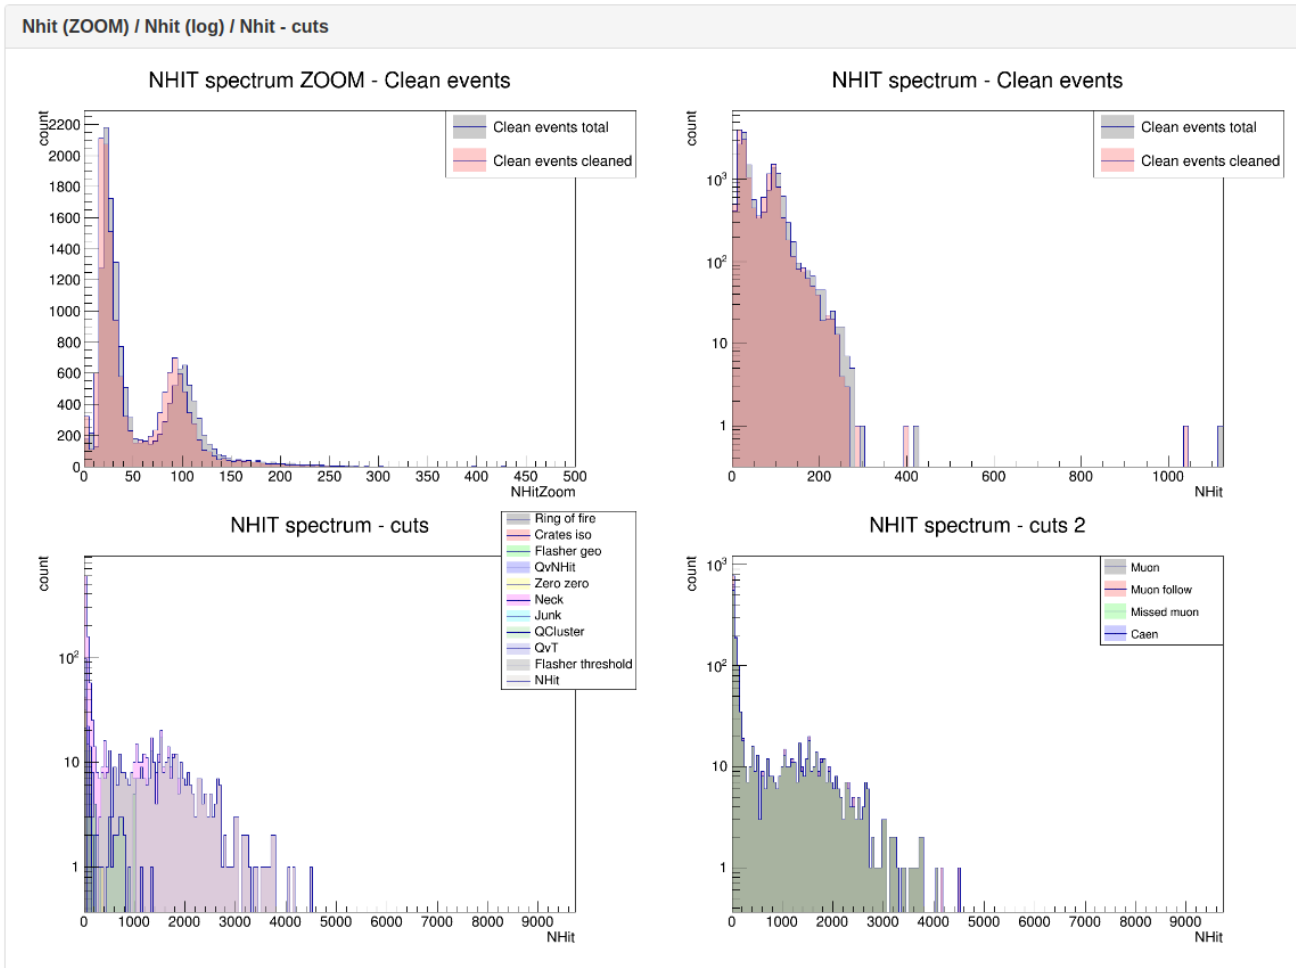 Nhit (ZOOM) / Nhit (log) / Nhit - cuts
NHIT spectrum ZOOM - Clean events
count
2200
2000
1800
1600
1400
1200
1000
800
600
400
200
0
0 50 100 150 200 250 300 350 400 450 500
NHitZoom
Clean events total
Clean events cleaned
NHIT spectrum - Clean events
count
10³
10²
10
1
0 200 400 600 800 1000
NHit
Clean events total
Clean events cleaned
NHIT spectrum - cuts
count
10²
10
1
0 1000 2000 3000 4000 5000 6000 7000 8000 9000
NHit
Ring of fire
Crates iso
Flasher geo
QvNHit
Zero zero
Neck
Junk
QCluster
QvT
Flasher threshold
NHit
NHIT spectrum - cuts 2
count
10³
10²
10
1
0 1000 2000 3000 4000 5000 6000 7000 8000 9000
NHit
Muon
Muon follow
Missed muon
Caen